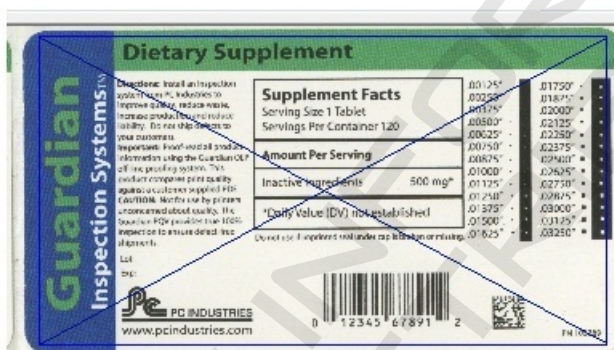 Guardian
Inspection Systems™
Dietary Supplement
Directions: Install an Inspection
system from PC Industries to
improve quality, reduce waste,
increase production and reduce
liability. Do not ship defects to
your customers.
Important: Proof-read all product
information using the Guardian OLP
off line proofing system. This
product compares print quality
against a customer supplied PDF
CAUTION: Not for use by printers
unconcerned about quality. The
Guardian PQV provides true 100%
inspection to ensure defect free
shipments.
Lot
Exp:
PC INDUSTRIES
www.pcindustries.com
Supplement Facts
Serving Size 1 Tablet
Servings Per Container 120
Amount Per Serving
Inactive Ingredients 500 mg*
*Daily Value (DV) not established
Do not use if imprinted seal under cap is broken or missing.
0 12345 67891 2
.00125" .01750"
.00250" .01875"
.00375" .02000"
.00500" .02125"
.00625" .02250"
.00750" .02375"
.00875" .02500"
.01000" .02625"
.01125" .02750"
.01250" .02875"
.01375" .03000"
.01500" .03125"
.01625" .03250"